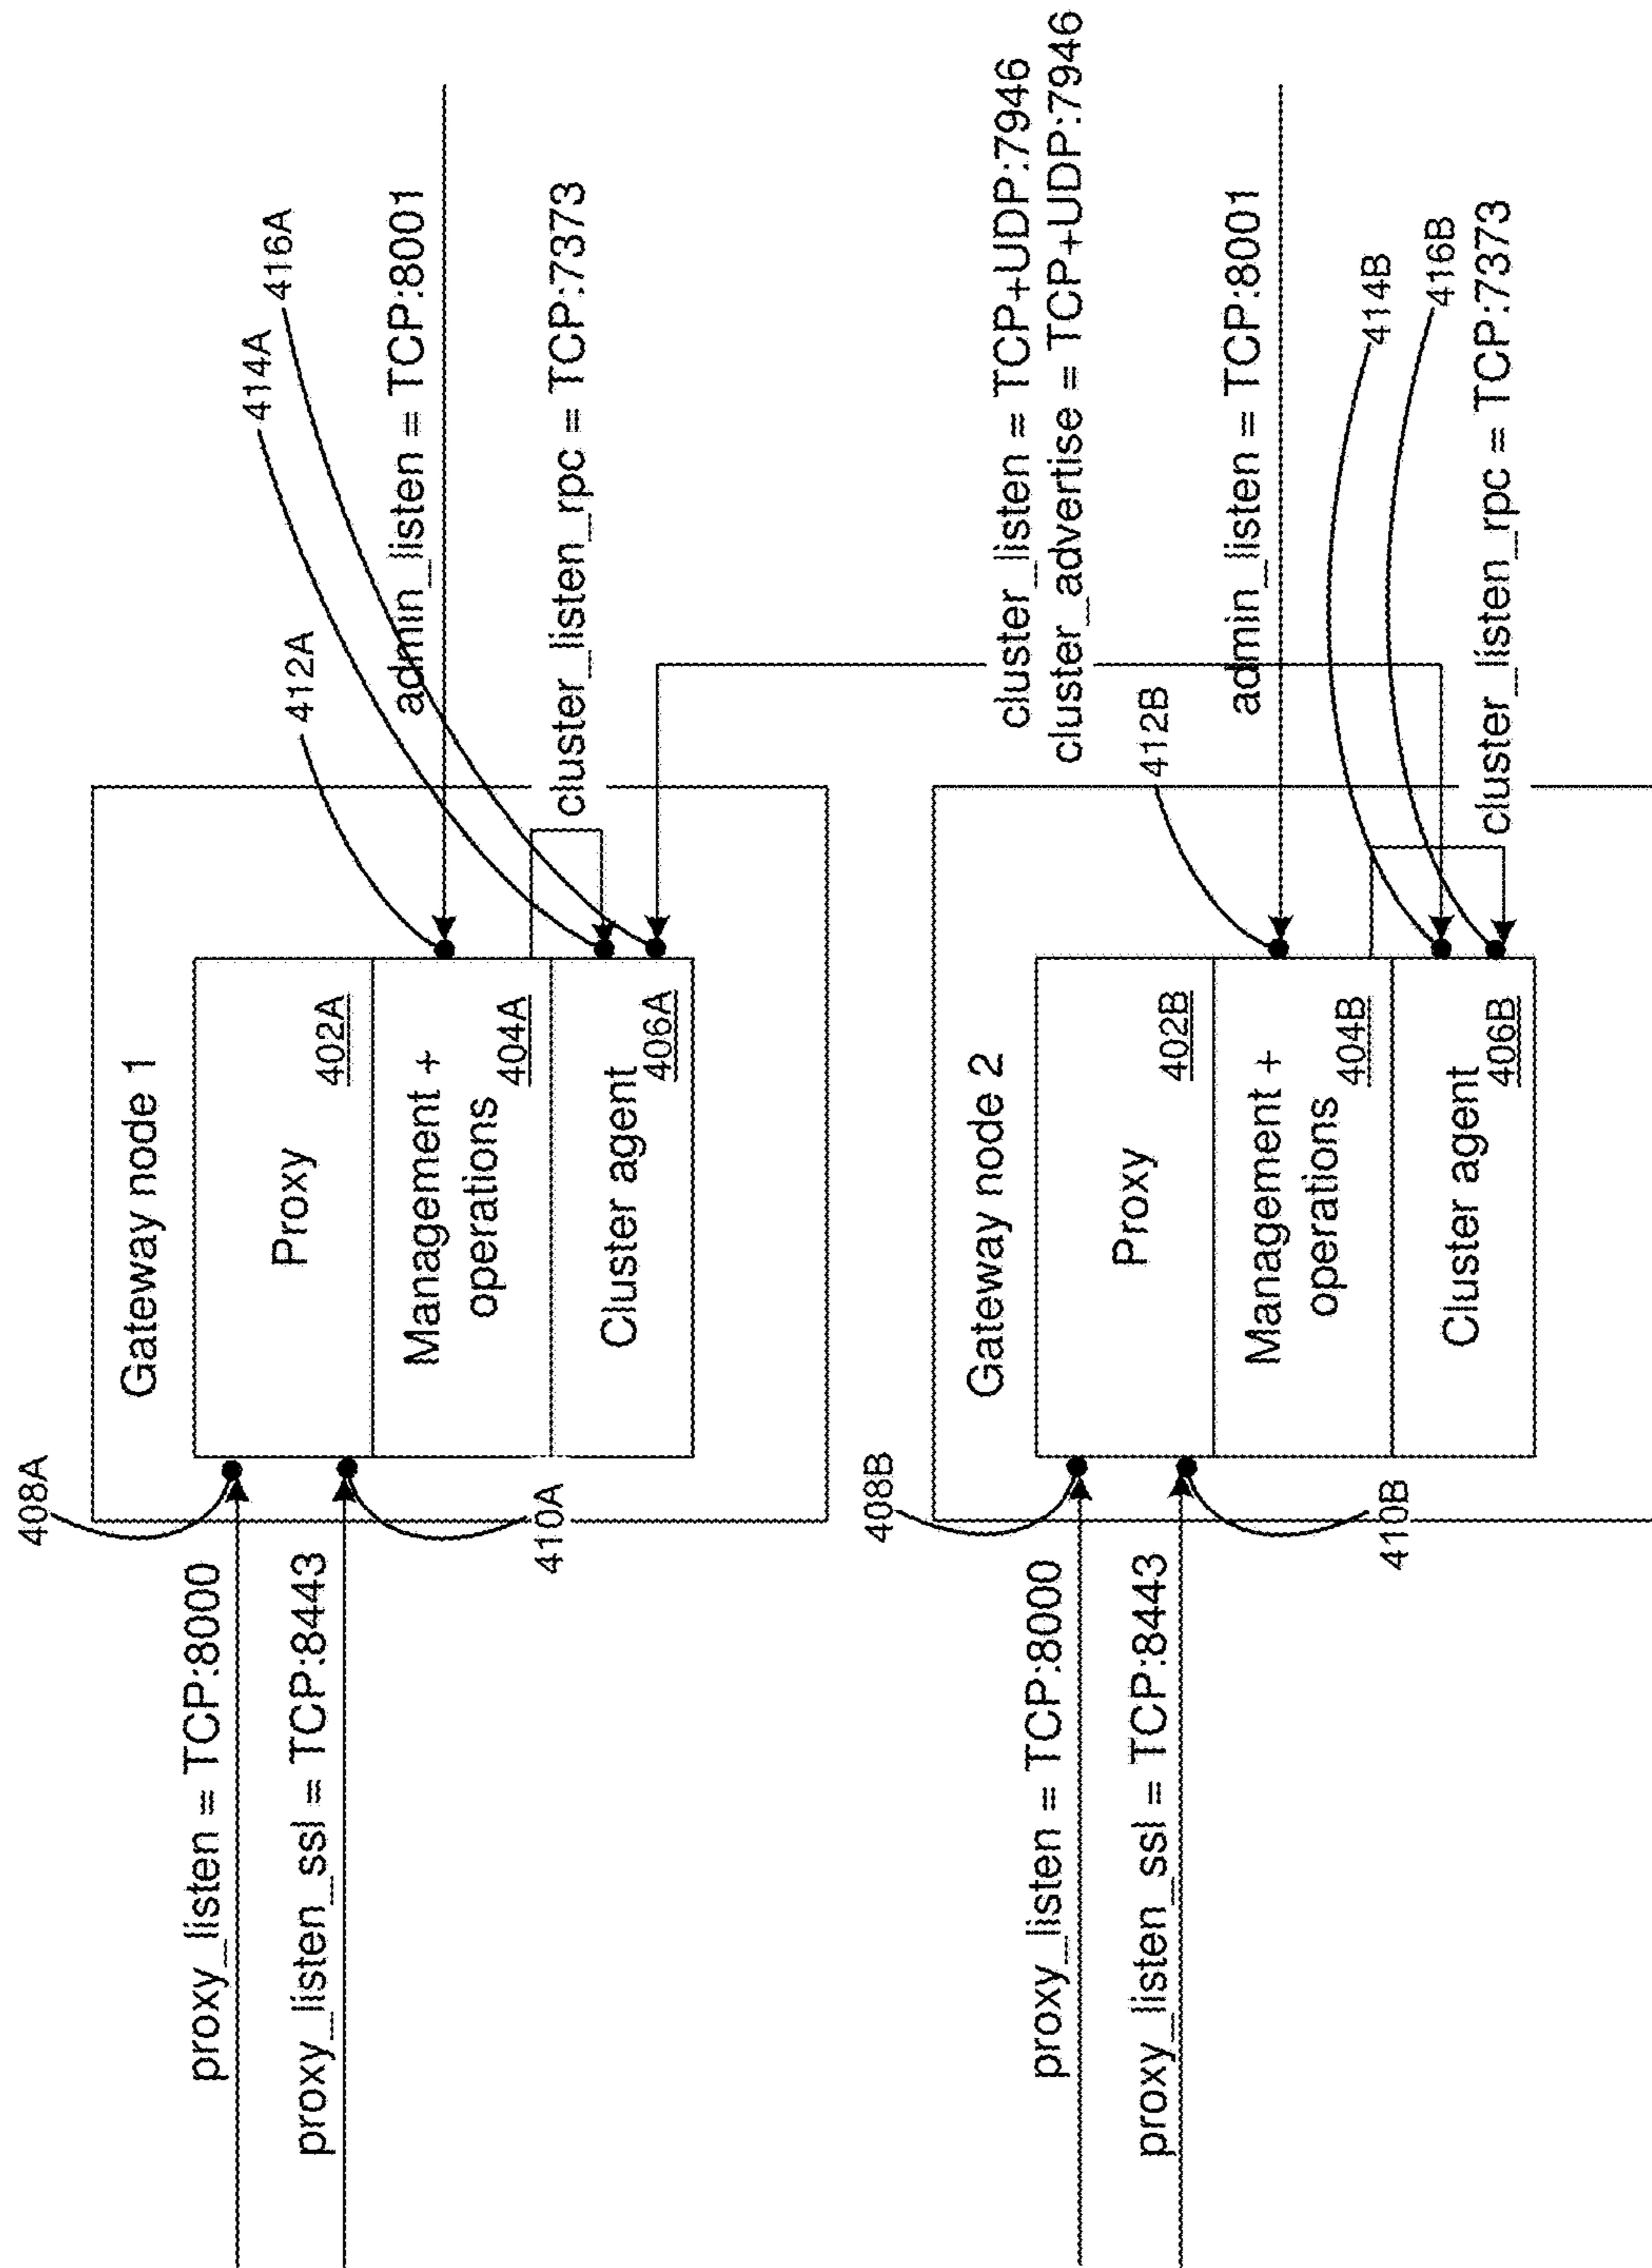 408A
proxy_listen = TCP:8000
proxy_listen_ssl = TCP:8443
410A
Gateway node 1
Proxy
402A
Management +
operations
404A
Cluster agent
406A
412A
414A
416A
admin_listen = TCP:8001
cluster_listen_rpc = TCP:7373
cluster_listen = TCP+UDP:7946
cluster_advertise = TCP+UDP:7946
408B
proxy_listen = TCP:8000
proxy_listen_ssl = TCP:8443
410B
Gateway node 2
Proxy
402B
Management +
operations
404B
Cluster agent
406B
412B
admin_listen = TCP:8001
414B
416B
cluster_listen_rpc = TCP:7373